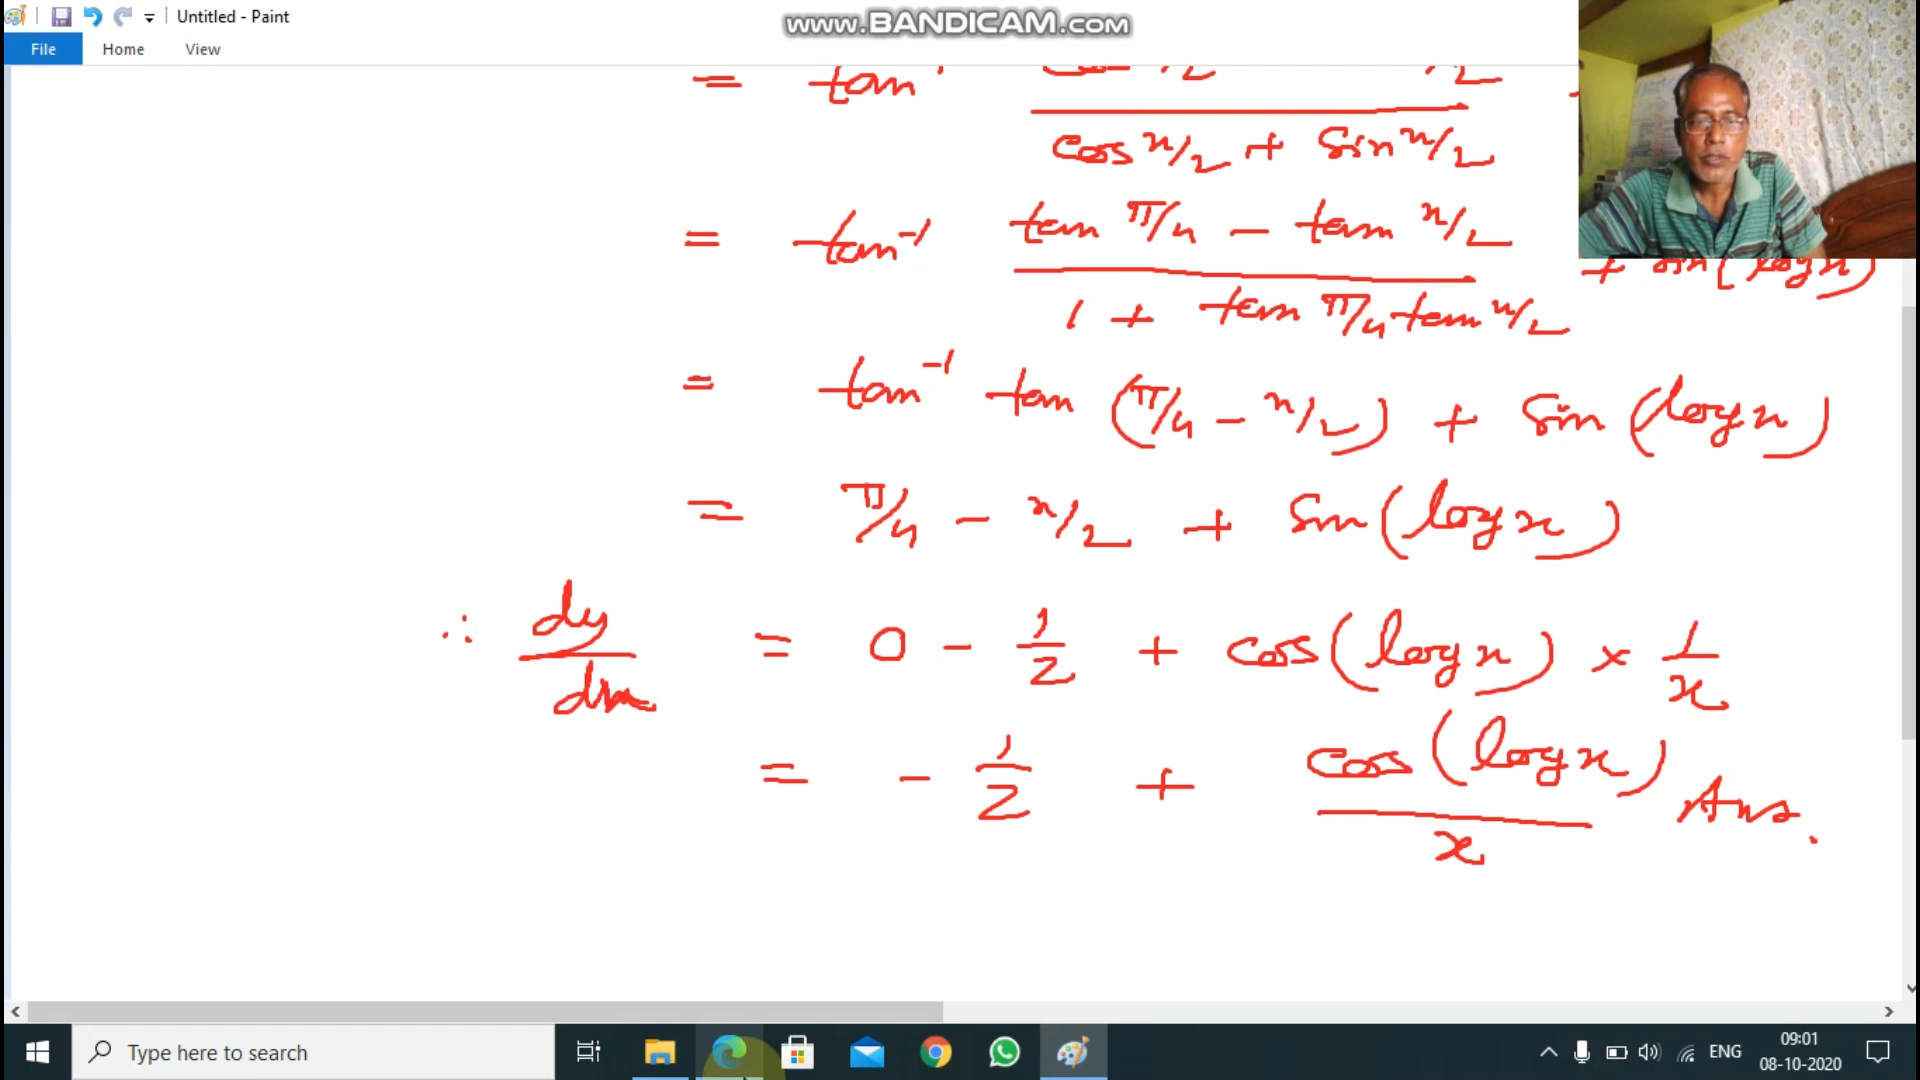 Untitled - Paint
www.BANDICAM.com
File Home View
= tan⁻¹
cos x/2 + sin x/2
= tan⁻¹ (tan π/4 − tan x/2) / (1 + tan π/4 tan x/2) + sin(log x)
= tan⁻¹ tan (π/4 − x/2) + sin (log x)
= π/4 − x/2 + sin (log x)
∴ dy/dx = 0 − 1/2 + cos (log x) × 1/x
= − 1/2 + cos (log x)/x Ans.
Type here to search
ENG
09:01
08-10-2020